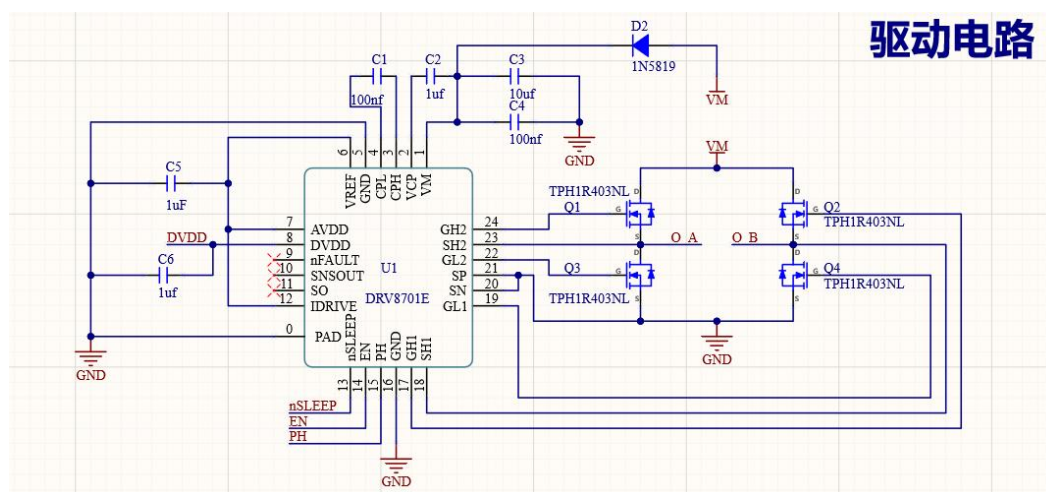 驱动电路
D2
1N5819
VM
C1
100nf
C2
1uf
C3
10uf
C4
100nf
GND
C5
1uF
DVDD
C6
1uf
GND
6
5
4
3
2
1
VREF
GND
CPL
CPH
VCP
VM
7
AVDD
8
DVDD
9
nFAULT
10
SNSOUT
11
SO
12
IDRIVE
0
PAD
U1
DRV8701E
GH2
24
SH2
23
GL2
22
SP
21
SN
20
GL1
19
nSLEEP
EN
PH
GND
GH1
SH1
13
14
15
16
17
18
nSLEEP
EN
PH
GND
VM
TPH1R403NL
Q1
D
G
S
Q2
TPH1R403NL
D
G
S
O_A
O_B
Q3
TPH1R403NL
D
G
S
Q4
TPH1R403NL
D
G
S
GND